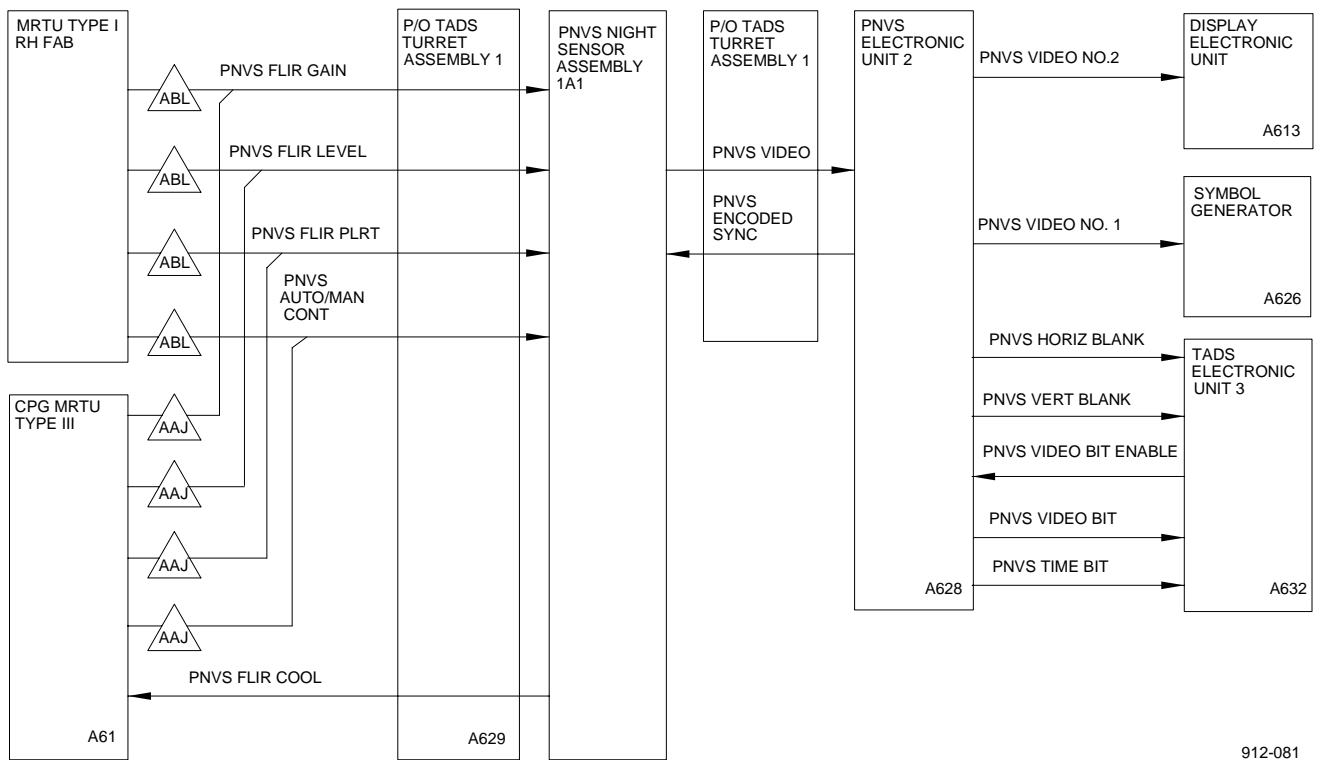 MRTU TYPE I
RH FAB
P/O TADS
TURRET
ASSEMBLY 1
PNVS NIGHT
SENSOR
ASSEMBLY
1A1
P/O TADS
TURRET
ASSEMBLY 1
PNVS
ELECTRONIC
UNIT 2
DISPLAY
ELECTRONIC
UNIT
A613
PNVS FLIR GAIN
ABL
PNVS FLIR LEVEL
ABL
PNVS FLIR PLRT
ABL
PNVS
AUTO/MAN
CONT
ABL
PNVS VIDEO
PNVS
ENCODED
SYNC
PNVS VIDEO NO.2
PNVS VIDEO NO. 1
SYMBOL
GENERATOR
A626
PNVS HORIZ BLANK
PNVS VERT BLANK
PNVS VIDEO BIT ENABLE
PNVS VIDEO BIT
PNVS TIME BIT
TADS
ELECTRONIC
UNIT 3
A628
A632
CPG MRTU
TYPE III
AAJ
AAJ
AAJ
AAJ
PNVS FLIR COOL
A61
A629
912-081